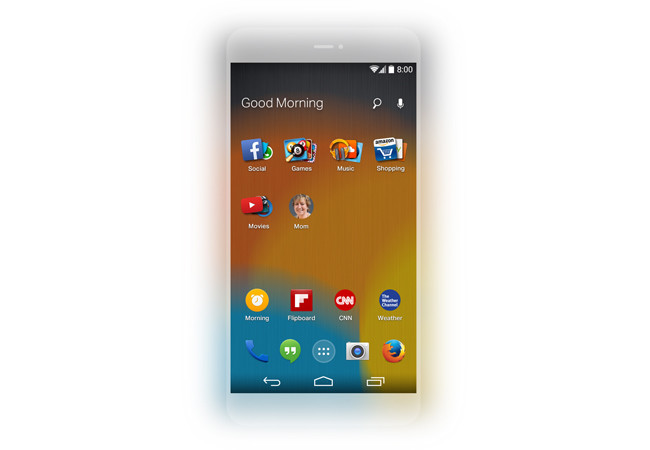 8:00
Good Morning
amazon
Social
Games
Music
Shopping
Movies
Mom
CNN
The
Weather
Channel
Morning
Flipboard
CNN
Weather